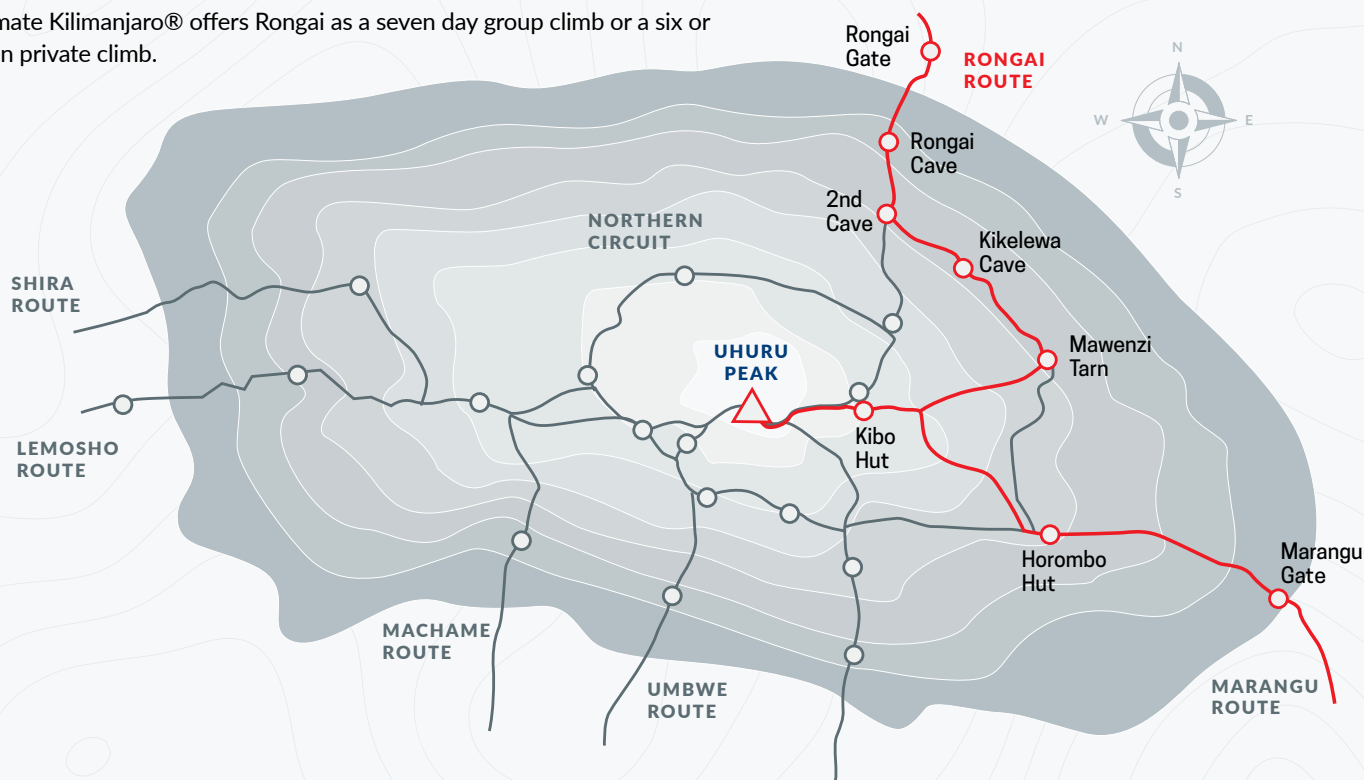 mate Kilimanjaro® offers Rongai as a seven day group climb or a six or
n private climb.
Rongai
Gate
RONGAI
ROUTE
N
W
E
S
Rongai
Cave
2nd
Cave
NORTHERN
CIRCUIT
Kikelewa
Cave
SHIRA
ROUTE
UHURU
PEAK
Mawenzi
Tarn
LEMOSHO
ROUTE
Kibo
Hut
Horombo
Hut
Marangu
Gate
MACHAME
ROUTE
UMBWE
ROUTE
MARANGU
ROUTE